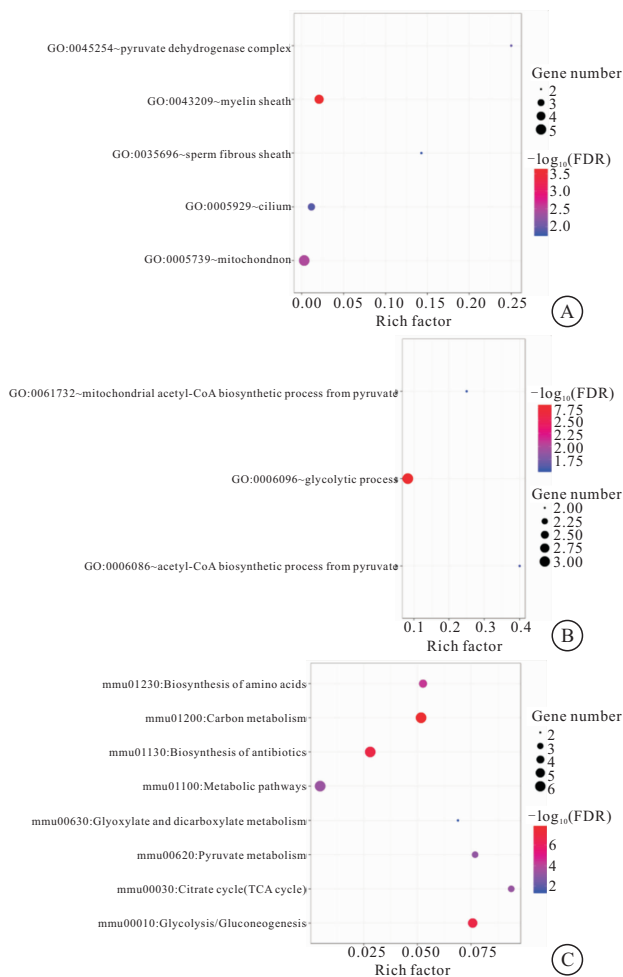 GO:0045254~pyruvate dehydrogenase complex
GO:0043209~myelin sheath
GO:0035696~sperm fibrous sheath
GO:0005929~cilium
GO:0005739~mitochondnon
0.00 0.05 0.10 0.15 0.20 0.25
Rich factor
Gene number
2
3
4
5
−log₁₀(FDR)
3.5
3.0
2.5
2.0
A
GO:0061732~mitochondrial acetyl-CoA biosynthetic process from pyruvate
GO:0006096~glycolytic process
GO:0006086~acetyl-CoA biosynthetic process from pyruvate
0.1 0.2 0.3 0.4
Rich factor
−log₁₀(FDR)
7.75
2.50
2.25
2.00
1.75
Gene number
2.00
2.25
2.50
2.75
3.00
B
mmu01230:Biosynthesis of amino acids
mmu01200:Carbon metabolism
mmu01130:Biosynthesis of antibiotics
mmu01100:Metabolic pathways
mmu00630:Glyoxylate and dicarboxylate metabolism
mmu00620:Pyruvate metabolism
mmu00030:Citrate cycle(TCA cycle)
mmu00010:Glycolysis/Gluconeogenesis
0.025 0.050 0.075
Rich factor
Gene number
2
3
4
5
6
−log₁₀(FDR)
6
4
2
C